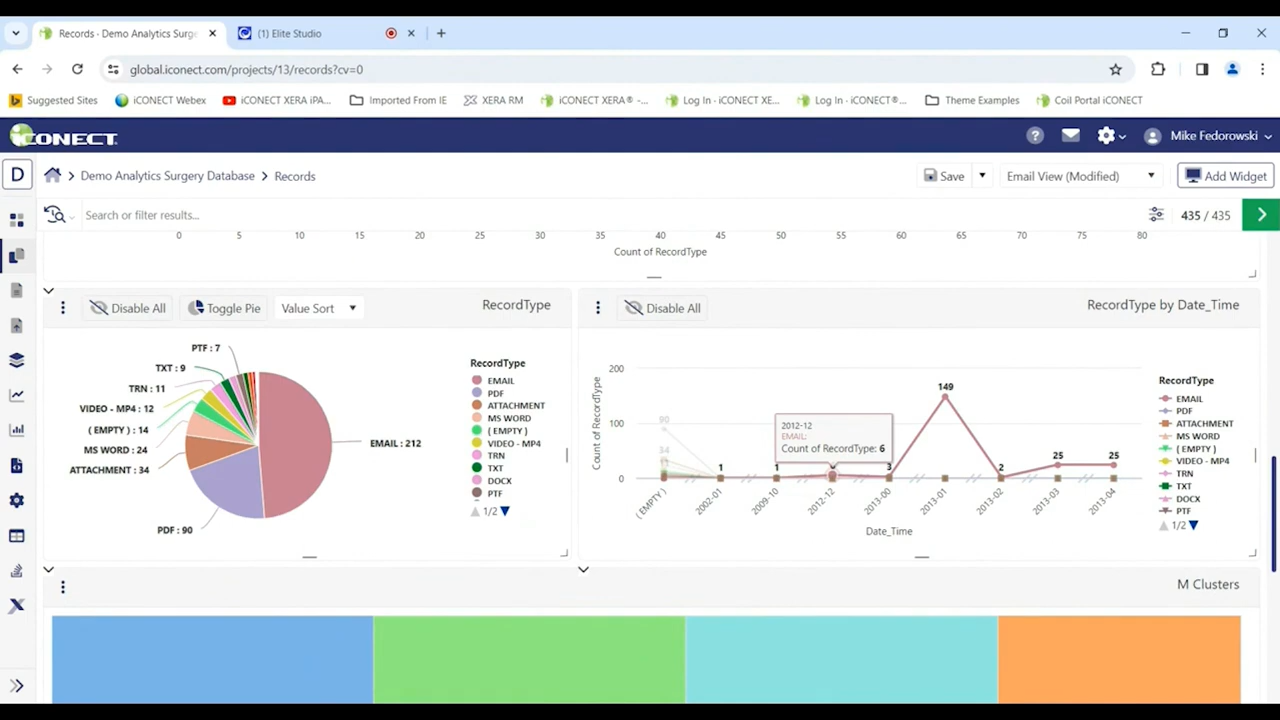 Records - Demo Analytics Surge
(1) Elite Studio
global.iconect.com/projects/13/records?cv=0
Suggested Sites
iCONECT Webex
iCONECT XERA iPA...
Imported From IE
XERA RM
iCONECT XERA® -...
Log In - iCONECT XE...
Log In - iCONECT®...
Theme Examples
Coil Portal iCONECT
iCONECT
Mike Fedorowski
D
Demo Analytics Surgery Database
Records
Save
Email View (Modified)
Add Widget
Search or filter results...
435 / 435
0 5 10 15 20 25 30 35 40 45 50 55 60 65 70 75 80
Count of RecordType
Disable All
Toggle Pie
Value Sort
RecordType
PTF : 7
TXT : 9
TRN : 11
VIDEO - MP4 : 12
( EMPTY ) : 14
MS WORD : 24
ATTACHMENT : 34
PDF : 90
EMAIL : 212
RecordType
EMAIL
PDF
ATTACHMENT
MS WORD
( EMPTY )
VIDEO - MP4
TRN
TXT
DOCX
PTF
1/2
Disable All
RecordType by Date_Time
Count of RecordType
200
100
0
90
34
1
1
3
149
2
25
25
2012-12
EMAIL:
Count of RecordType: 6
( EMPTY )
2002-01
2009-10
2012-12
2013-00
2013-01
2013-02
2013-03
2013-04
Date_Time
RecordType
EMAIL
PDF
ATTACHMENT
MS WORD
( EMPTY )
VIDEO - MP4
TRN
TXT
DOCX
PTF
1/2
M Clusters